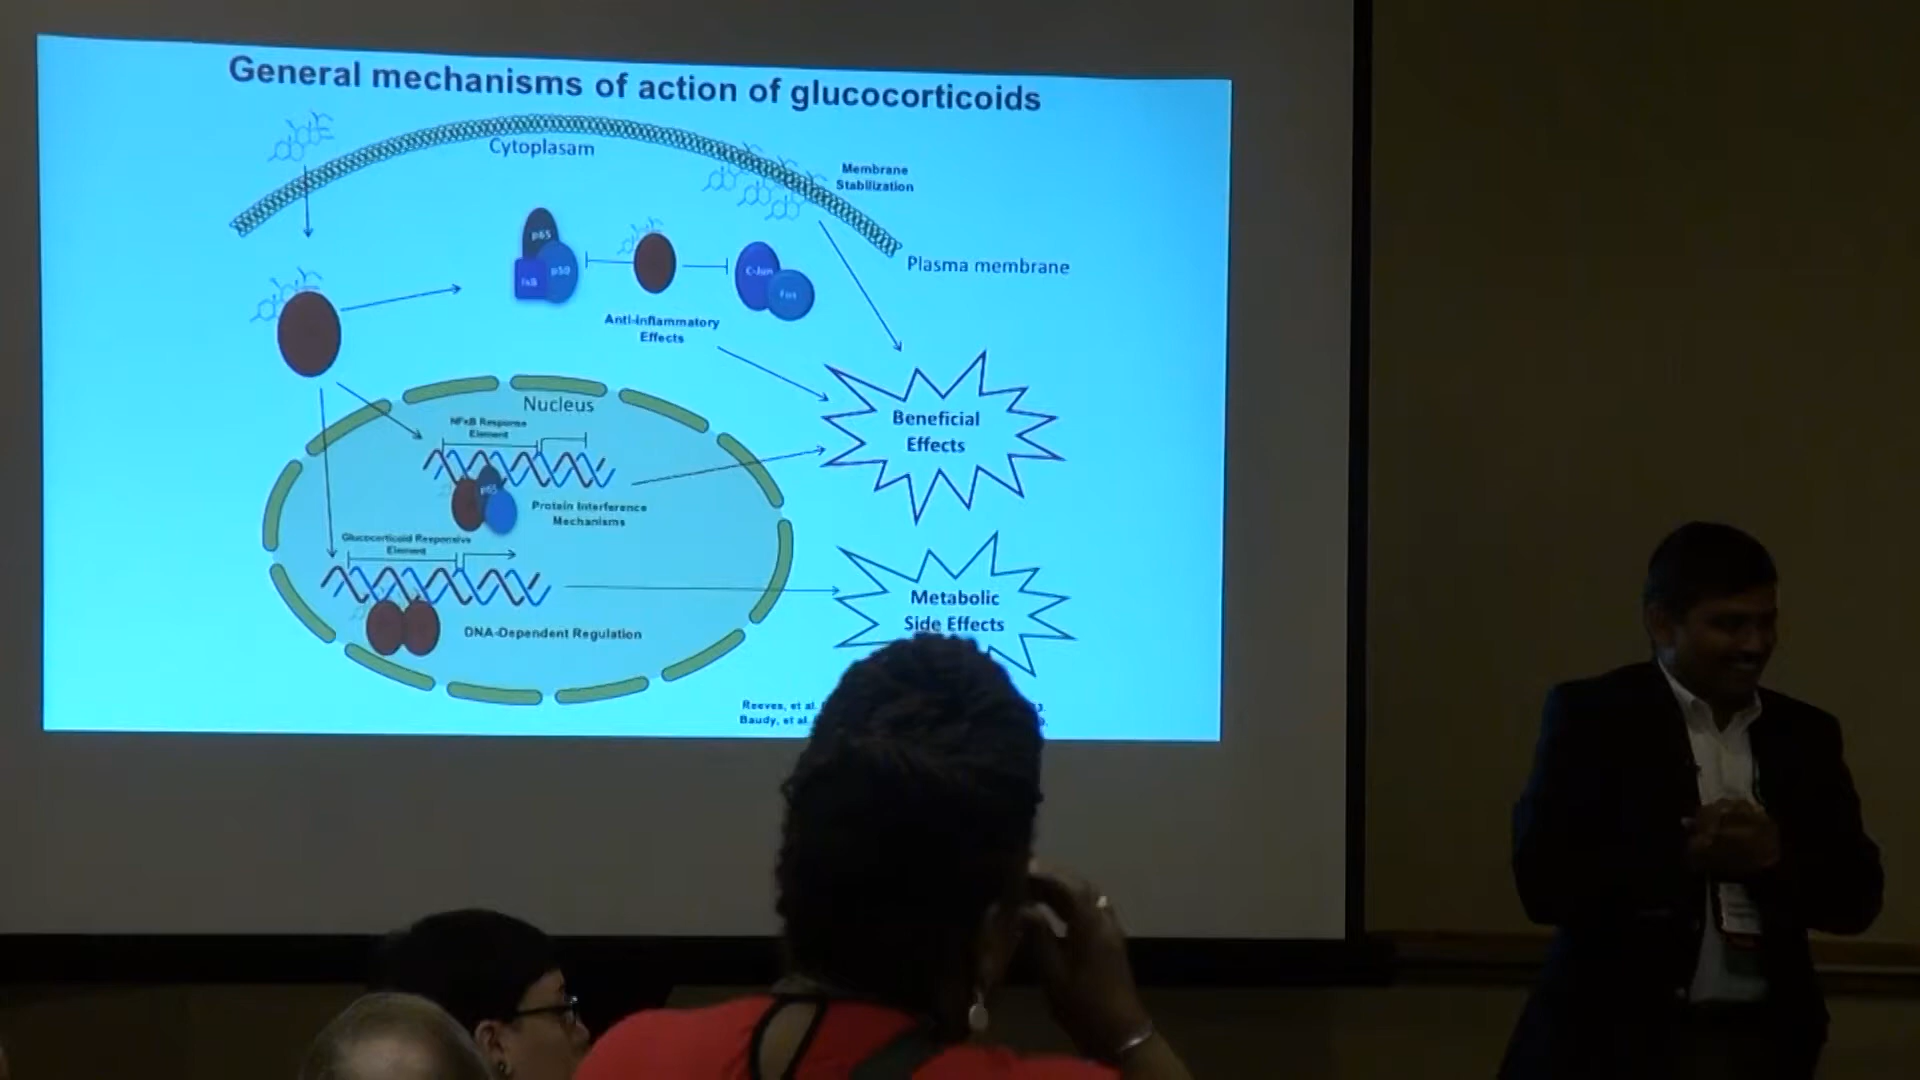 General mechanisms of action of glucocorticoids
Cytoplasam
Membrane
Stabilization
p65
p50
IκB
C-Jun
Fos
Plasma membrane
Anti-Inflammatory
Effects
Nucleus
NFκB Response
Element
Beneficial
Effects
p65
Protein Interference
Mechanisms
Glucocorticoid Responsive
Element
Metabolic
Side Effects
DNA-Dependent Regulation
Reeves, et al.
Baudy, et al.